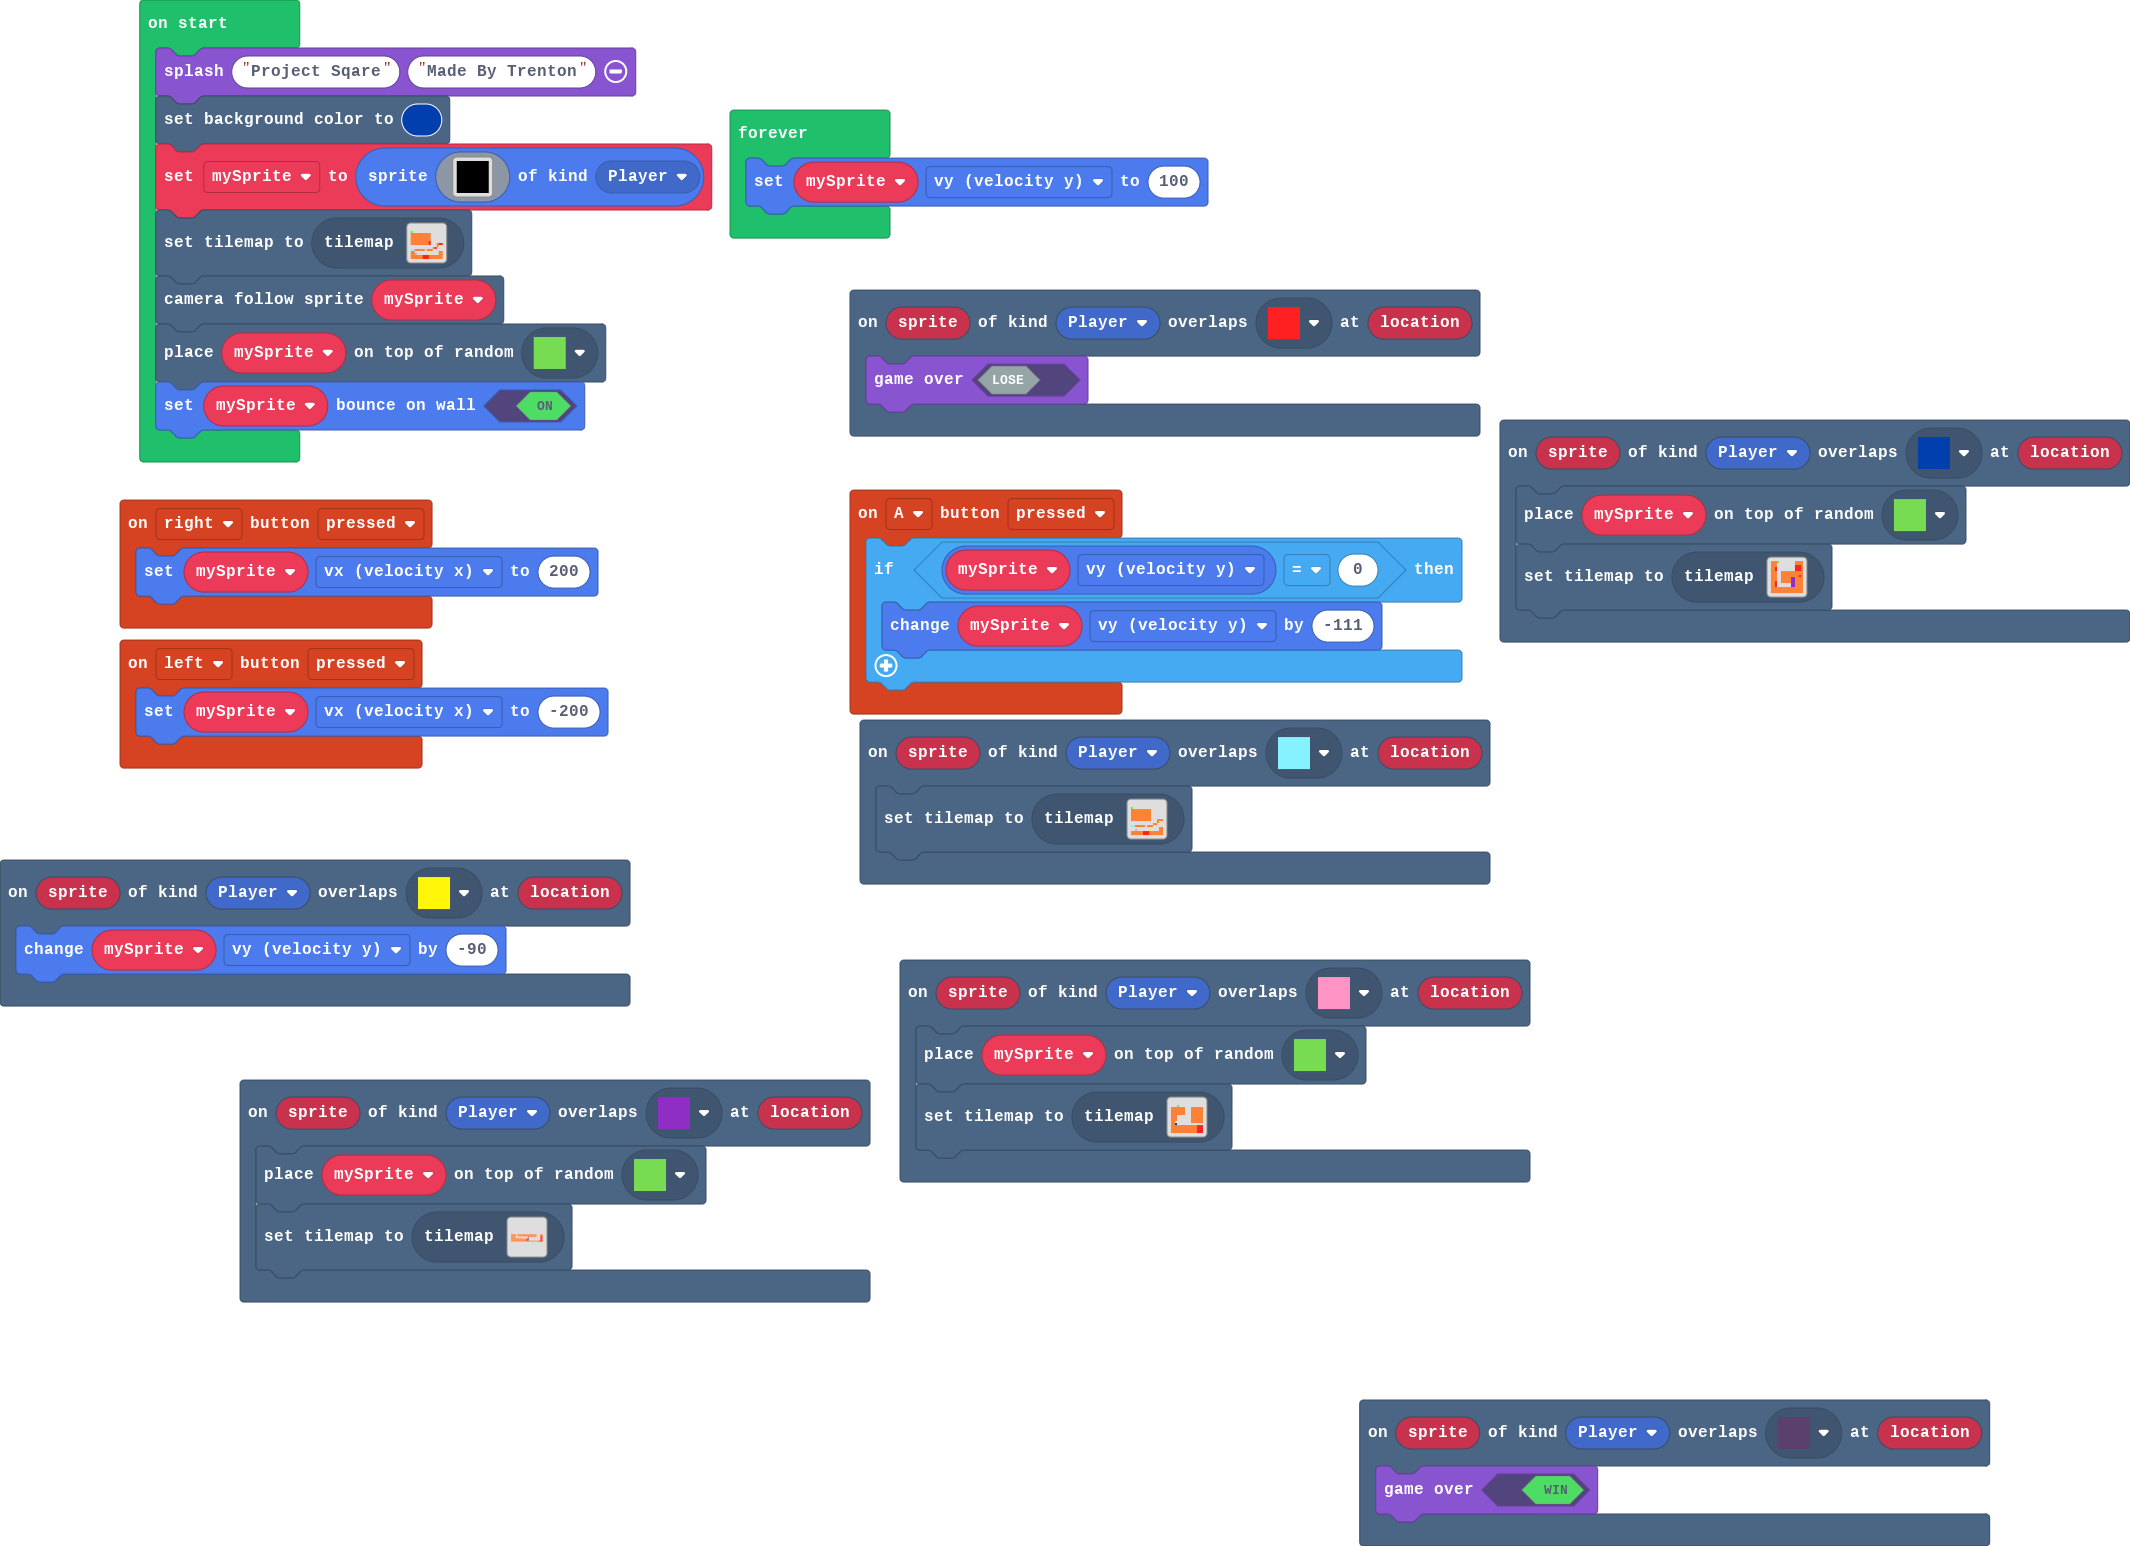 on start
splash "Project Sqare" "Made By Trenton"
set background color to
set mySprite to sprite of kind Player
set tilemap to tilemap
camera follow sprite mySprite
place mySprite on top of random
set mySprite bounce on wall ON
forever
set mySprite vy (velocity y) to 100
on sprite of kind Player overlaps at location
game over LOSE
on sprite of kind Player overlaps at location
place mySprite on top of random
set tilemap to tilemap
on right button pressed
set mySprite vx (velocity x) to 200
on left button pressed
set mySprite vx (velocity x) to -200
on A button pressed
if mySprite vy (velocity y) = 0 then
change mySprite vy (velocity y) by -111
on sprite of kind Player overlaps at location
set tilemap to tilemap
on sprite of kind Player overlaps at location
change mySprite vy (velocity y) by -90
on sprite of kind Player overlaps at location
place mySprite on top of random
set tilemap to tilemap
on sprite of kind Player overlaps at location
place mySprite on top of random
set tilemap to tilemap
on sprite of kind Player overlaps at location
game over WIN